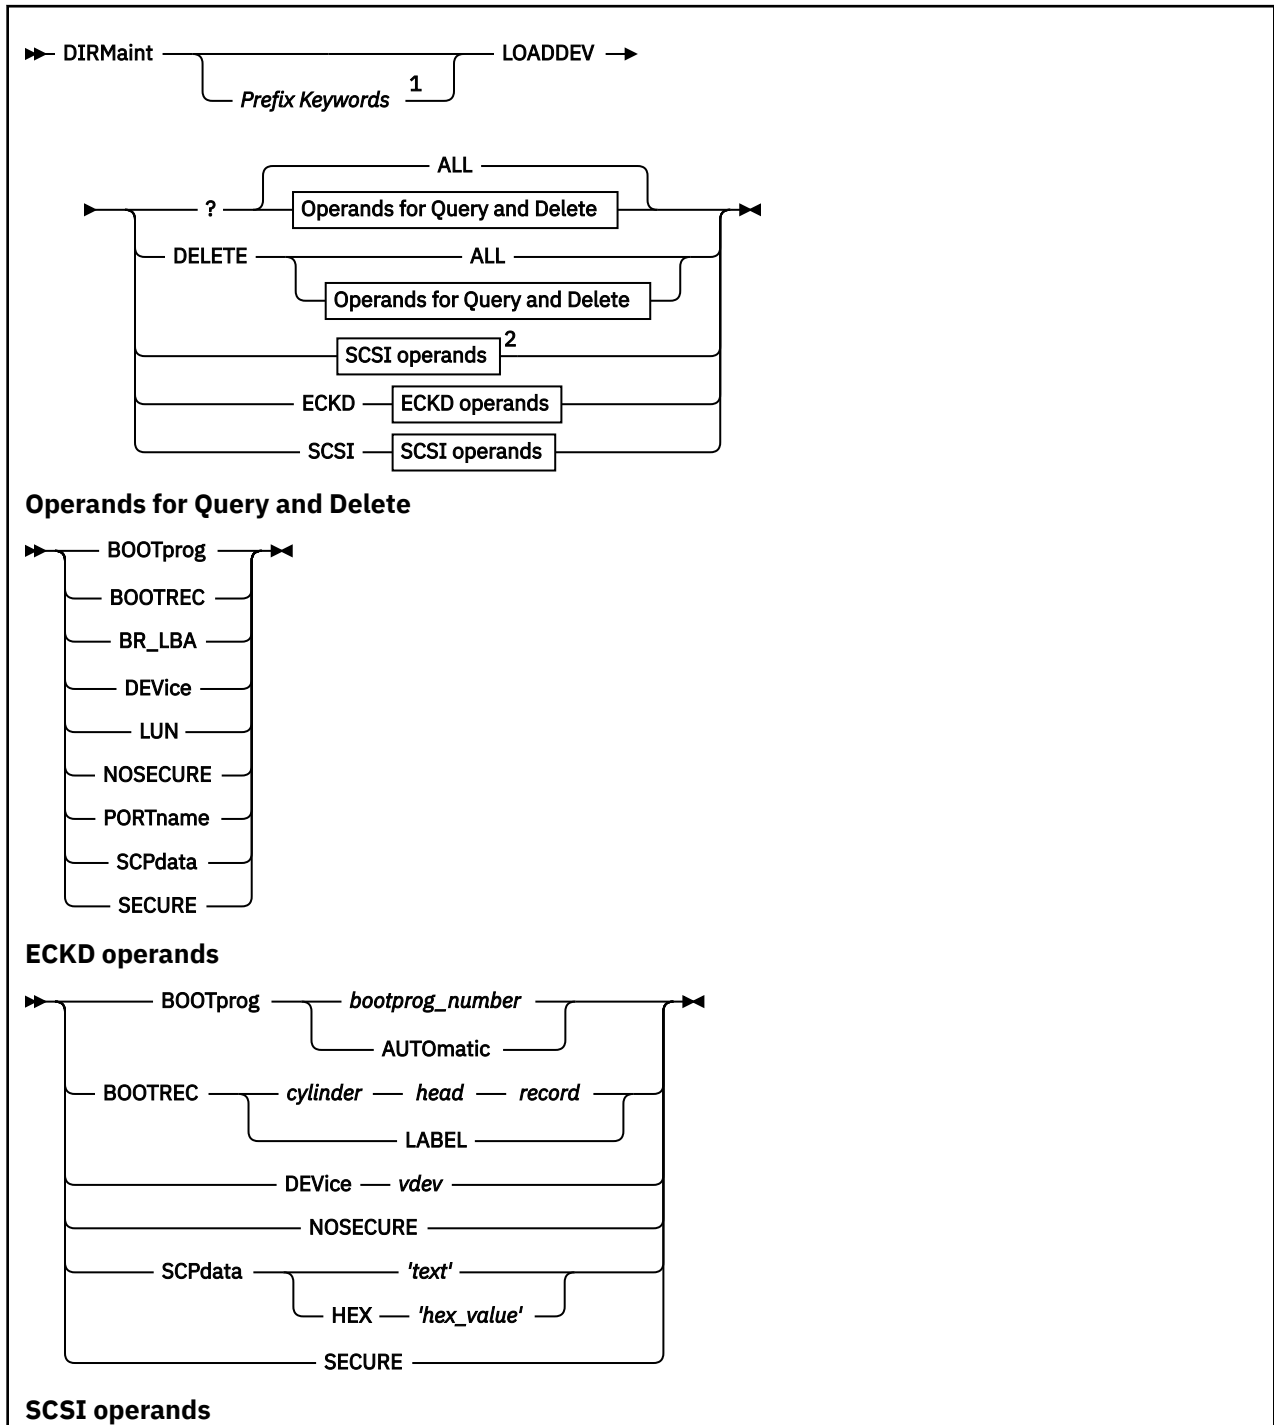 DIRMaint LOADDEV
Prefix Keywords 1
ALL
? Operands for Query and Delete
DELETE ALL
Operands for Query and Delete
SCSI operands 2
ECKD ECKD operands
SCSI SCSI operands
Operands for Query and Delete
BOOTprog
BOOTREC
BR_LBA
DEVice
LUN
NOSECURE
PORTname
SCPdata
SECURE
ECKD operands
BOOTprog bootprog_number
AUTOmatic
BOOTREC cylinder head record
LABEL
DEVice vdev
NOSECURE
SCPdata 'text'
HEX 'hex_value'
SECURE
SCSI operands